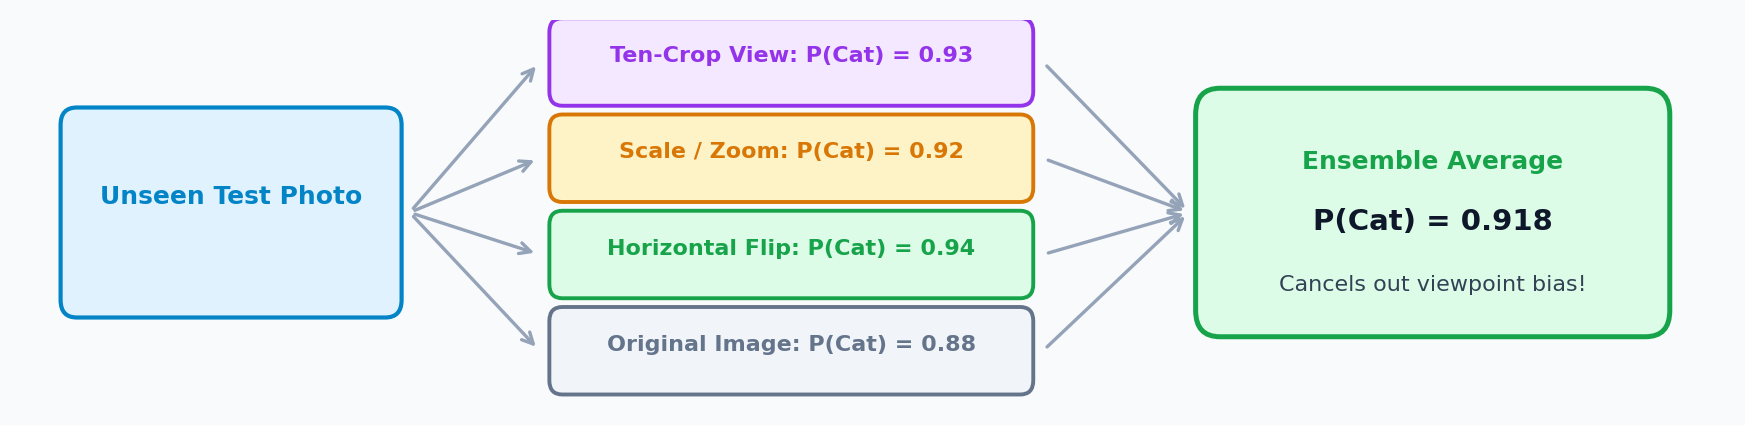 Unseen Test Photo
Ten-Crop View: P(Cat) = 0.93
Scale / Zoom: P(Cat) = 0.92
Horizontal Flip: P(Cat) = 0.94
Original Image: P(Cat) = 0.88
Ensemble Average
P(Cat) = 0.918
Cancels out viewpoint bias!